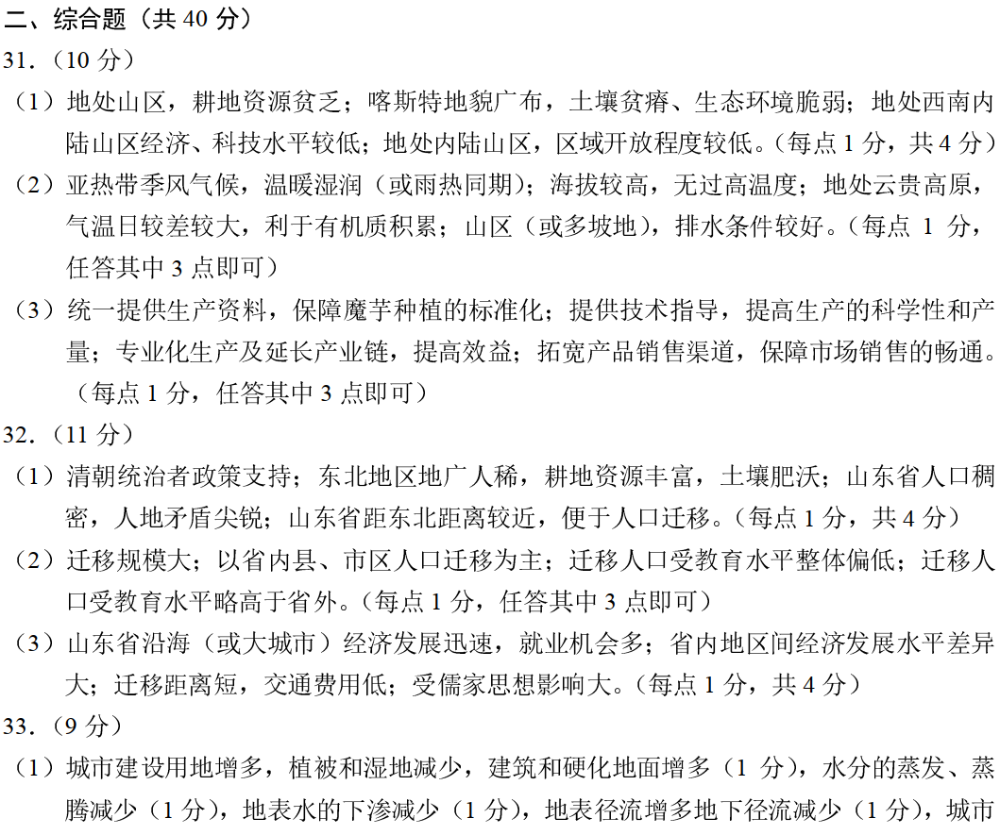 二、综合题（共 40 分）
31.（10 分）
（1）地处山区，耕地资源贫乏；喀斯特地貌广布，土壤贫瘠、生态环境脆弱；地处西南内
陆山区经济、科技水平较低；地处内陆山区，区域开放程度较低。（每点 1 分，共 4 分）
（2）亚热带季风气候，温暖湿润（或雨热同期）；海拔较高，无过高温度；地处云贵高原，
气温日较差较大，利于有机质积累；山区（或多坡地），排水条件较好。（每点 1 分，
任答其中 3 点即可）
（3）统一提供生产资料，保障魔芋种植的标准化；提供技术指导，提高生产的科学性和产
量；专业化生产及延长产业链，提高效益；拓宽产品销售渠道，保障市场销售的畅通。
（每点 1 分，任答其中 3 点即可）
32.（11 分）
（1）清朝统治者政策支持；东北地区地广人稀，耕地资源丰富，土壤肥沃；山东省人口稠
密，人地矛盾尖锐；山东省距东北距离较近，便于人口迁移。（每点 1 分，共 4 分）
（2）迁移规模大；以省内县、市区人口迁移为主；迁移人口受教育水平整体偏低；迁移人
口受教育水平略高于省外。（每点 1 分，任答其中 3 点即可）
（3）山东省沿海（或大城市）经济发展迅速，就业机会多；省内地区间经济发展水平差异
大；迁移距离短，交通费用低；受儒家思想影响大。（每点 1 分，共 4 分）
33.（9 分）
（1）城市建设用地增多，植被和湿地减少，建筑和硬化地面增多（1 分），水分的蒸发、蒸
腾减少（1 分），地表水的下渗减少（1 分），地表径流增多地下径流减少（1 分），城市